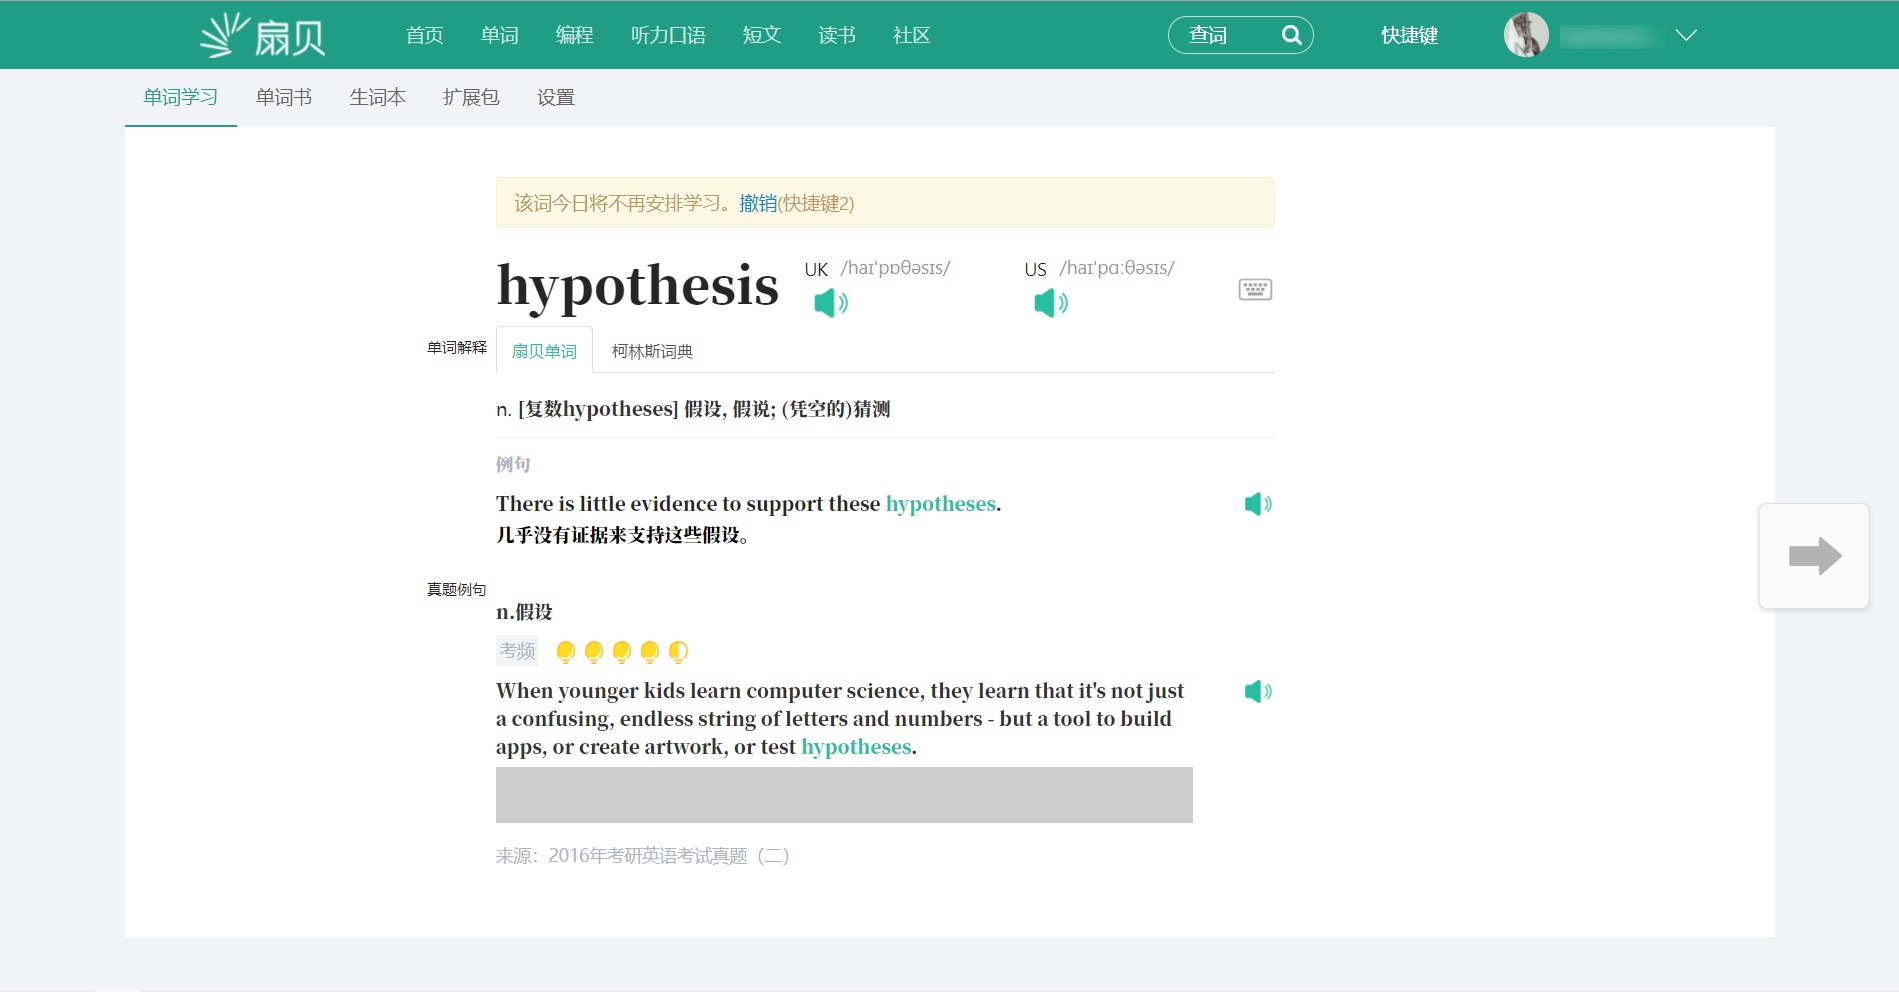 扇贝
首页 单词 编程 听力口语 短文 读书 社区 查词 快捷键
单词学习 单词书 生词本 扩展包 设置
该词今日将不再安排学习。撤销(快捷键2)
hypothesis UK /haɪ'pɒθəsɪs/ US /haɪ'pɑːθəsɪs/
单词解释 扇贝单词 柯林斯词典
n. [复数hypotheses] 假设, 假说; (凭空的)猜测
例句
There is little evidence to support these hypotheses.
几乎没有证据来支持这些假设。
真题例句
n.假设
考频
When younger kids learn computer science, they learn that it's not just
a confusing, endless string of letters and numbers - but a tool to build
apps, or create artwork, or test hypotheses.
来源：2016年考研英语考试真题（二）